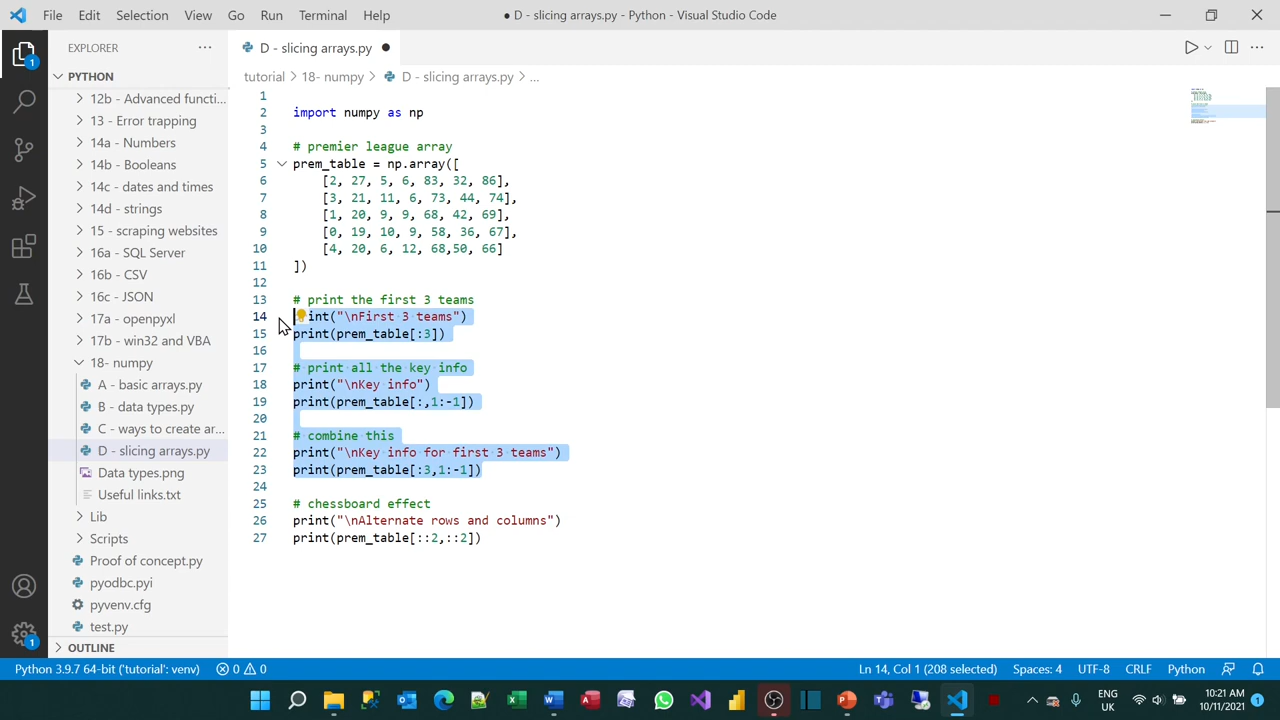 File Edit Selection View Go Run Terminal Help
● D - slicing arrays.py - Python - Visual Studio Code
EXPLORER
D - slicing arrays.py
PYTHON
tutorial > 18- numpy > D - slicing arrays.py > ...
12b - Advanced functi...
13 - Error trapping
14a - Numbers
14b - Booleans
14c - dates and times
14d - strings
15 - scraping websites
16a - SQL Server
16b - CSV
16c - JSON
17a - openpyxl
17b - win32 and VBA
18- numpy
A - basic arrays.py
B - data types.py
C - ways to create ar...
D - slicing arrays.py
Data types.png
Useful links.txt
Lib
Scripts
Proof of concept.py
pyodbc.pyi
pyvenv.cfg
test.py
OUTLINE
1
2 import numpy as np
3
4 # premier league array
5 prem_table = np.array([
6 [2, 27, 5, 6, 83, 32, 86],
7 [3, 21, 11, 6, 73, 44, 74],
8 [1, 20, 9, 9, 68, 42, 69],
9 [0, 19, 10, 9, 58, 36, 67],
10 [4, 20, 6, 12, 68,50, 66]
11 ])
12
13 # print the first 3 teams
14 int("\nFirst 3 teams")
15 print(prem_table[:3])
16
17 # print all the key info
18 print("\nKey info")
19 print(prem_table[:,1:-1])
20
21 # combine this
22 print("\nKey info for first 3 teams")
23 print(prem_table[:3,1:-1])
24
25 # chessboard effect
26 print("\nAlternate rows and columns")
27 print(prem_table[::2,::2])
1
1
Python 3.9.7 64-bit ('tutorial': venv) 0 0
Ln 14, Col 1 (208 selected) Spaces: 4 UTF-8 CRLF Python
ENG
UK
10:21 AM
10/11/2021
1